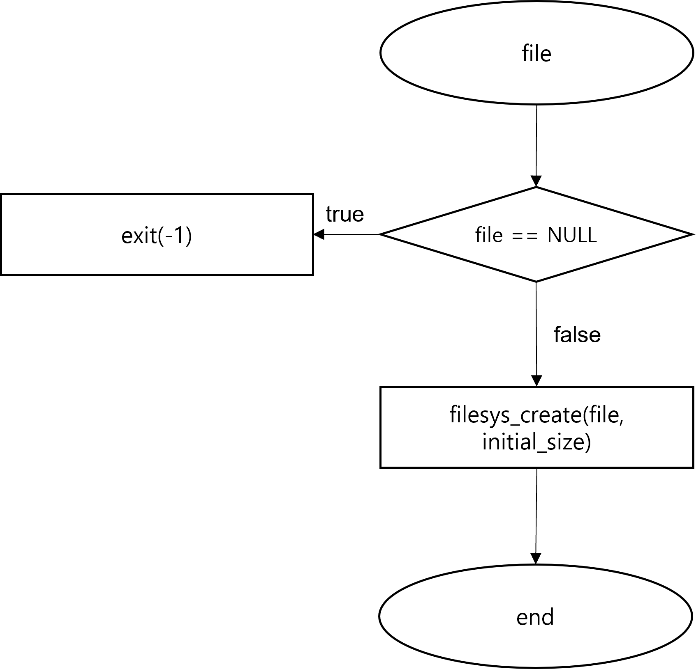 file
true
exit(-1)
file == NULL
false
filesys_create(file,
initial_size)
end